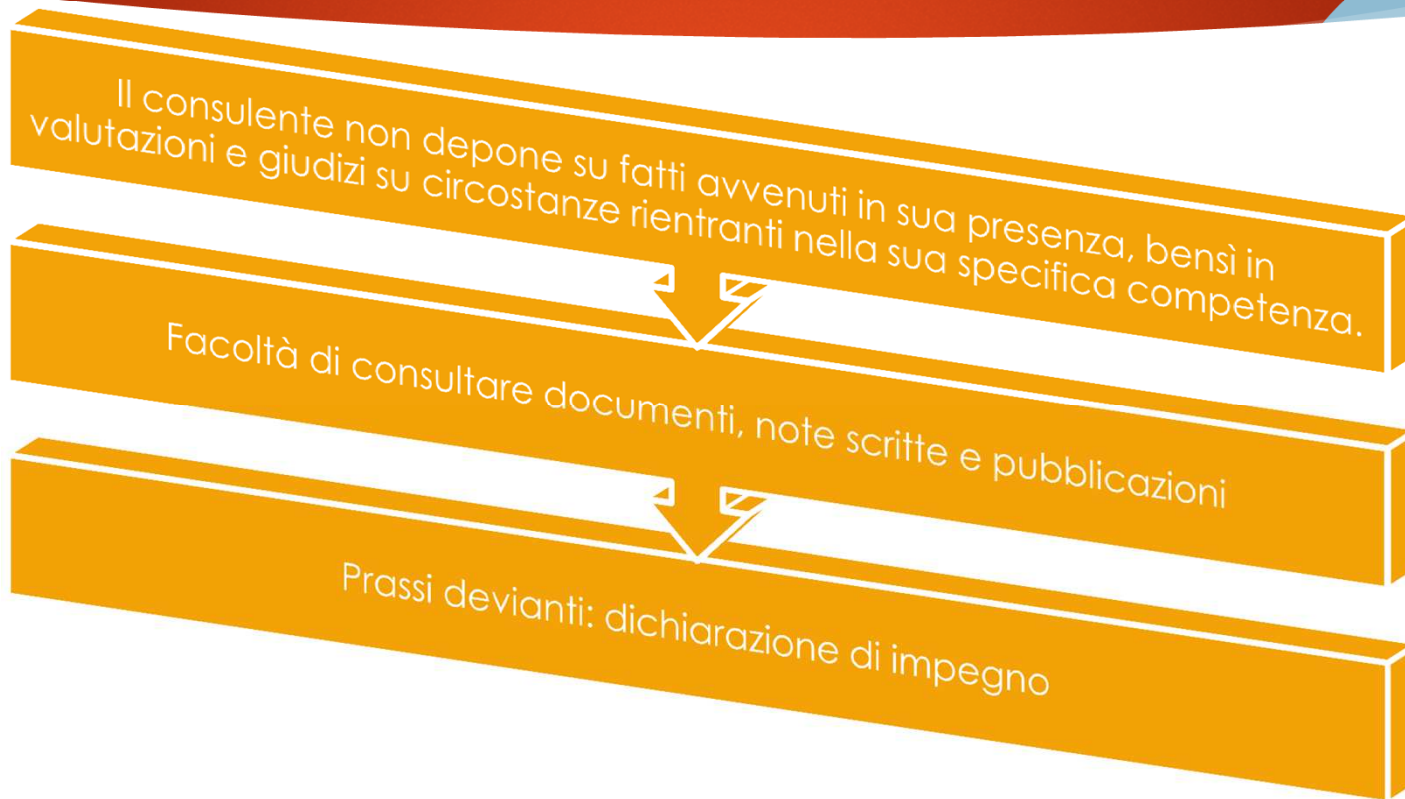 Il consulente non depone su fatti avvenuti in sua presenza, bensì in
valutazioni e giudizi su circostanze rientranti nella sua specifica competenza.
Facoltà di consultare documenti, note scritte e pubblicazioni
Prassi devianti: dichiarazione di impegno